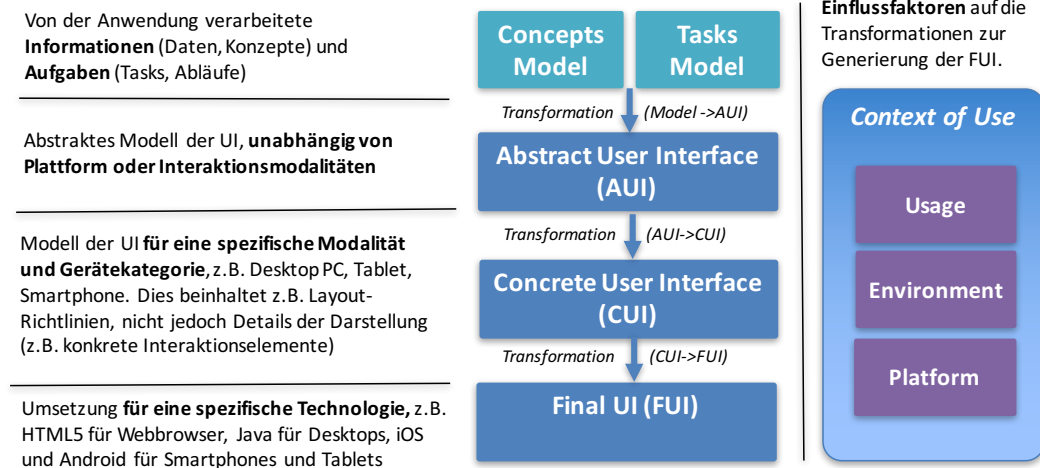 Von der Anwendung verarbeitete
Informationen (Daten, Konzepte) und
Aufgaben (Tasks, Abläufe)
Abstraktes Modell der UI, unabhängig von
Plattform oder Interaktionsmodalitäten
Modell der UI für eine spezifische Modalität
und Gerätekategorie, z.B. Desktop PC, Tablet,
Smartphone. Dies beinhaltet z.B. Layout-
Richtlinien, nicht jedoch Details der Darstellung
(z.B. konkrete Interaktionselemente)
Umsetzung für eine spezifische Technologie, z.B.
HTML5 für Webbrowser, Java für Desktops, iOS
und Android für Smartphones und Tablets
Concepts
Model
Tasks
Model
Transformation (Model ->AUI)
Abstract User Interface
(AUI)
Transformation (AUI->CUI)
Concrete User Interface
(CUI)
Transformation (CUI->FUI)
Final UI (FUI)
Einflussfaktoren auf die
Transformationen zur
Generierung der FUI.
Context of Use
Usage
Environment
Platform